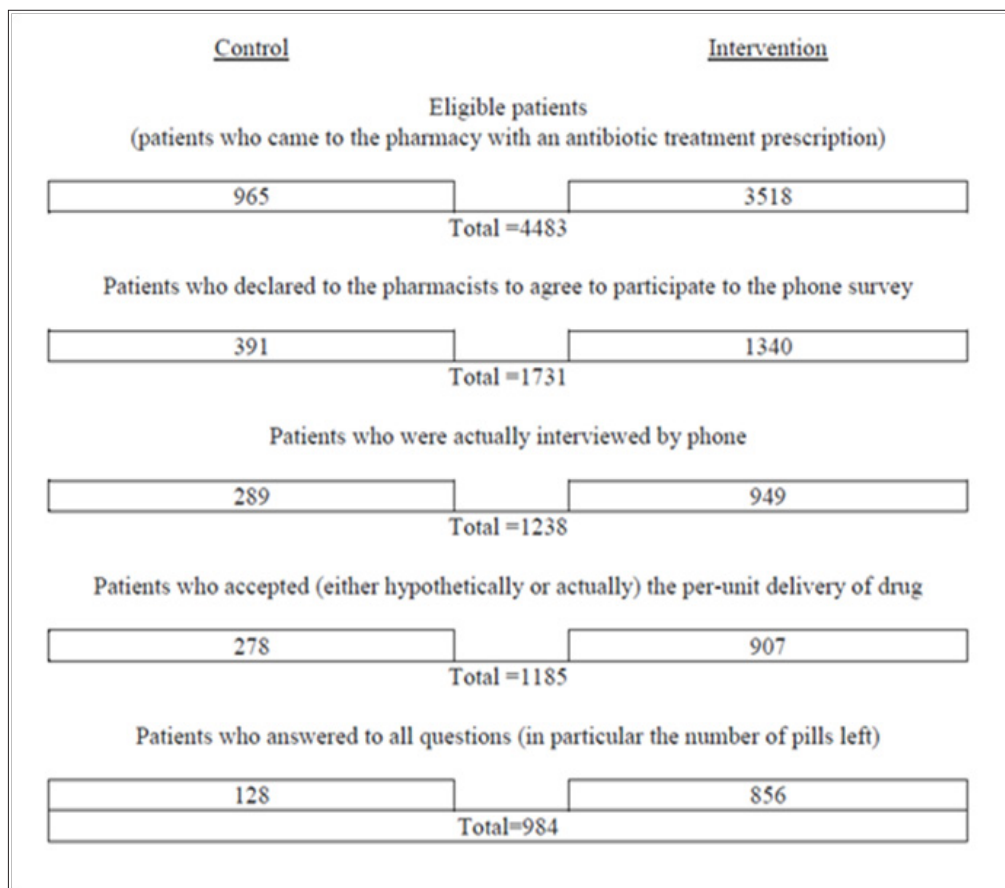 Control Intervention
Eligible patients
(patients who came to the pharmacy with an antibiotic treatment prescription)
965 3518
Total =4483
Patients who declared to the pharmacists to agree to participate to the phone survey
391 1340
Total =1731
Patients who were actually interviewed by phone
289 949
Total =1238
Patients who accepted (either hypothetically or actually) the per-unit delivery of drug
278 907
Total =1185
Patients who answered to all questions (in particular the number of pills left)
128 856
Total=984